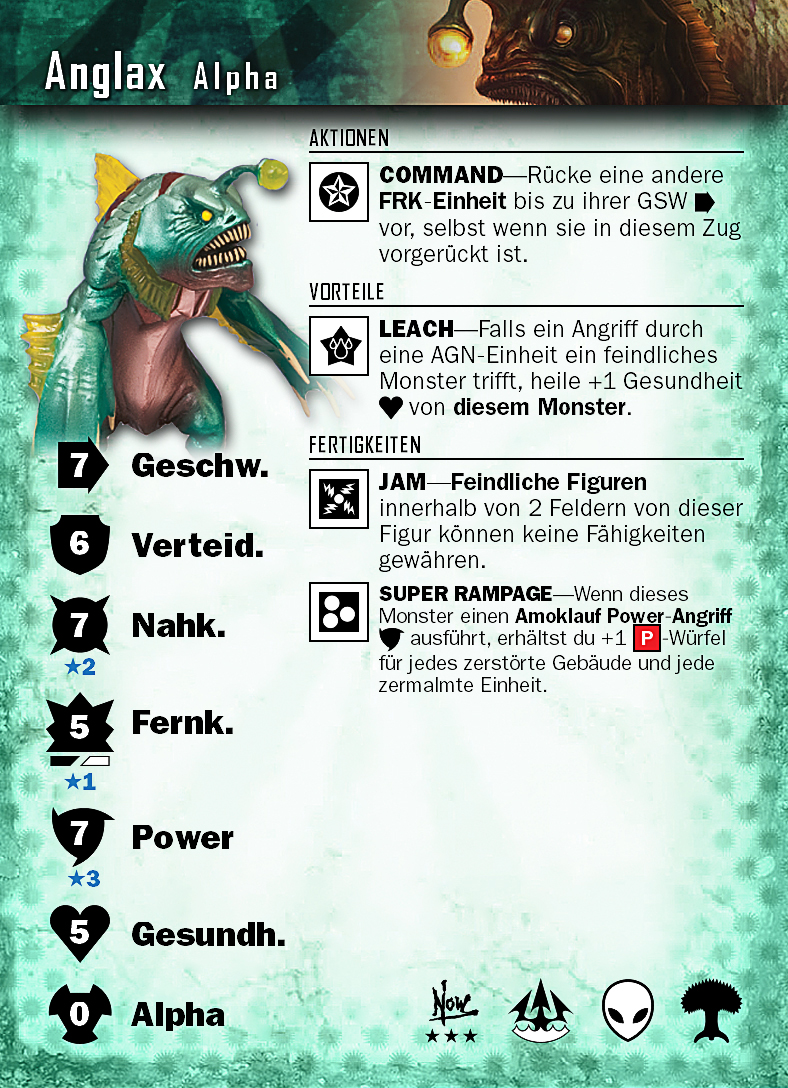 Anglax Alpha
AKTIONEN
COMMAND—Rücke eine andere
FRK-Einheit bis zu ihrer GSW
vor, selbst wenn sie in diesem Zug
vorgerückt ist.
VORTEILE
LEACH—Falls ein Angriff durch
eine AGN-Einheit ein feindliches
Monster trifft, heile +1 Gesundheit
von diesem Monster.
FERTIGKEITEN
JAM—Feindliche Figuren
innerhalb von 2 Feldern von dieser
Figur können keine Fähigkeiten
gewähren.
SUPER RAMPAGE—Wenn dieses
Monster einen Amoklauf Power-Angriff
ausführt, erhältst du +1 P-Würfel
für jedes zerstörte Gebäude und jede
zermalmte Einheit.
7 Geschw.
6 Verteid.
7 Nahk.
★2
5 Fernk.
★1
7 Power
★3
5 Gesundh.
0 Alpha
Now
★★★